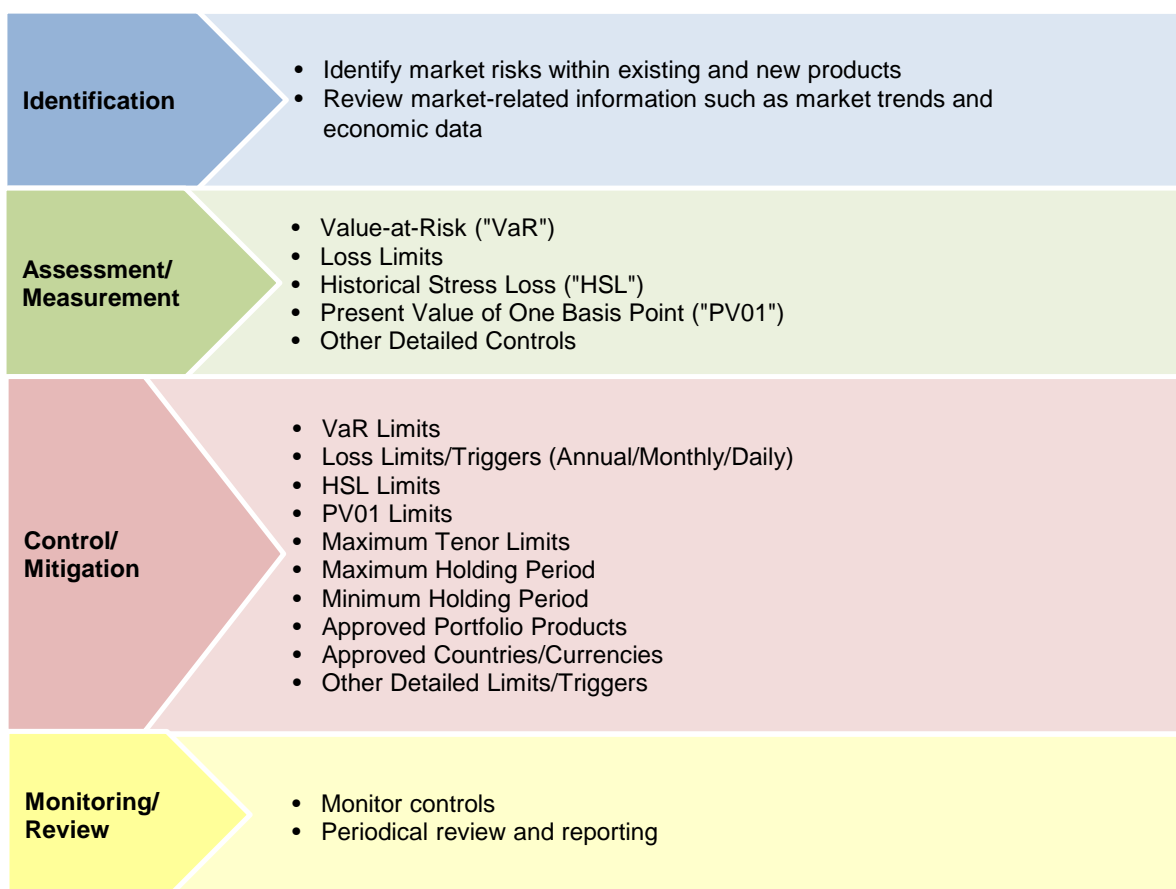 Identification
• Identify market risks within existing and new products
• Review market-related information such as market trends and
economic data
Assessment/
Measurement
• Value-at-Risk ("VaR")
• Loss Limits
• Historical Stress Loss ("HSL")
• Present Value of One Basis Point ("PV01")
• Other Detailed Controls
Control/
Mitigation
• VaR Limits
• Loss Limits/Triggers (Annual/Monthly/Daily)
• HSL Limits
• PV01 Limits
• Maximum Tenor Limits
• Maximum Holding Period
• Minimum Holding Period
• Approved Portfolio Products
• Approved Countries/Currencies
• Other Detailed Limits/Triggers
Monitoring/
Review
• Monitor controls
• Periodical review and reporting